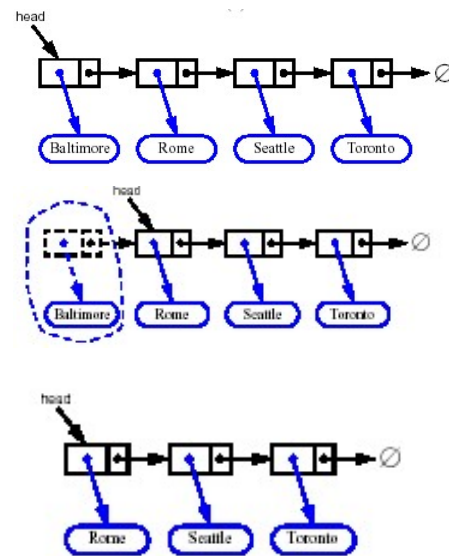 head
∅
Baltimore Rome Seattle Toronto
head
∅
Baltimore Rome Seattle Toronto
head
∅
Rome Seattle Toronto